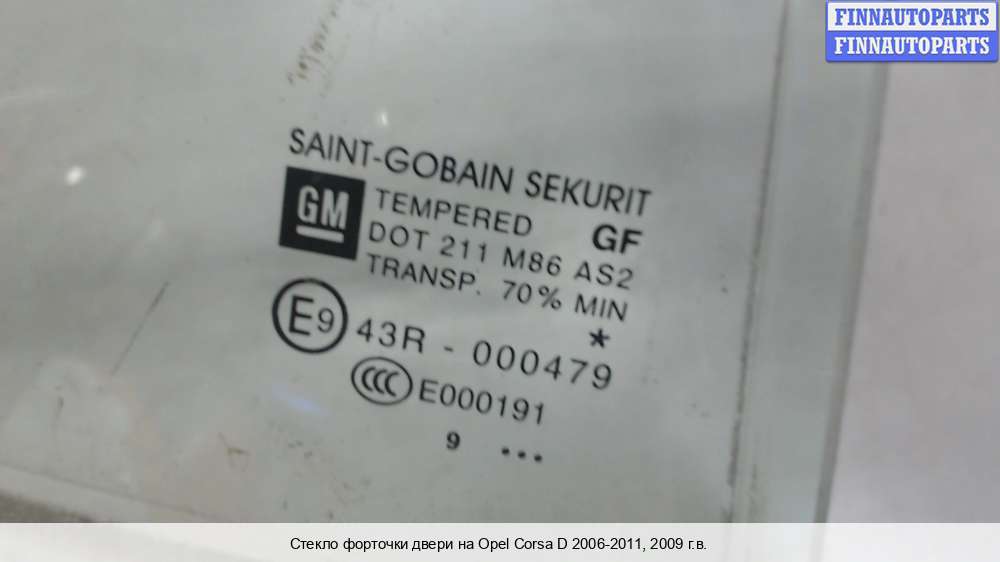 FINNAUTOPARTS
FINNAUTOPARTS
SAINT-GOBAIN SEKURIT
GM TEMPERED GF
DOT 211 M86 AS2
TRANSP. 70% MIN
*
E9 43R - 000479
CCC E000191
9 ...
Стекло форточки двери на Opel Corsa D 2006-2011, 2009 г.в.